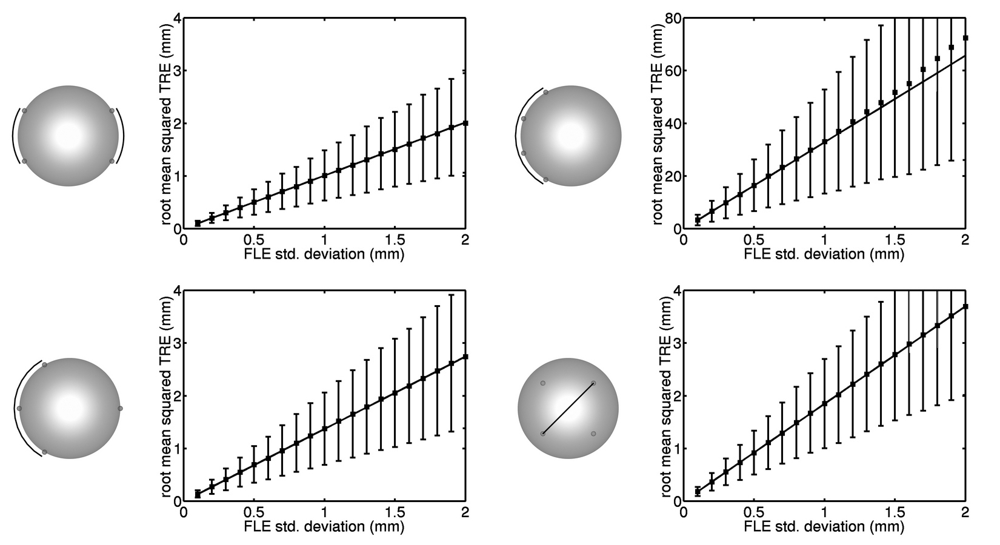 4
3
2
1
0
root mean squared TRE (mm)
0 0.5 1 1.5 2
FLE std. deviation (mm)
80
60
40
20
0
root mean squared TRE (mm)
0 0.5 1 1.5 2
FLE std. deviation (mm)
4
3
2
1
0
root mean squared TRE (mm)
0 0.5 1 1.5 2
FLE std. deviation (mm)
4
3
2
1
0
root mean squared TRE (mm)
0 0.5 1 1.5 2
FLE std. deviation (mm)